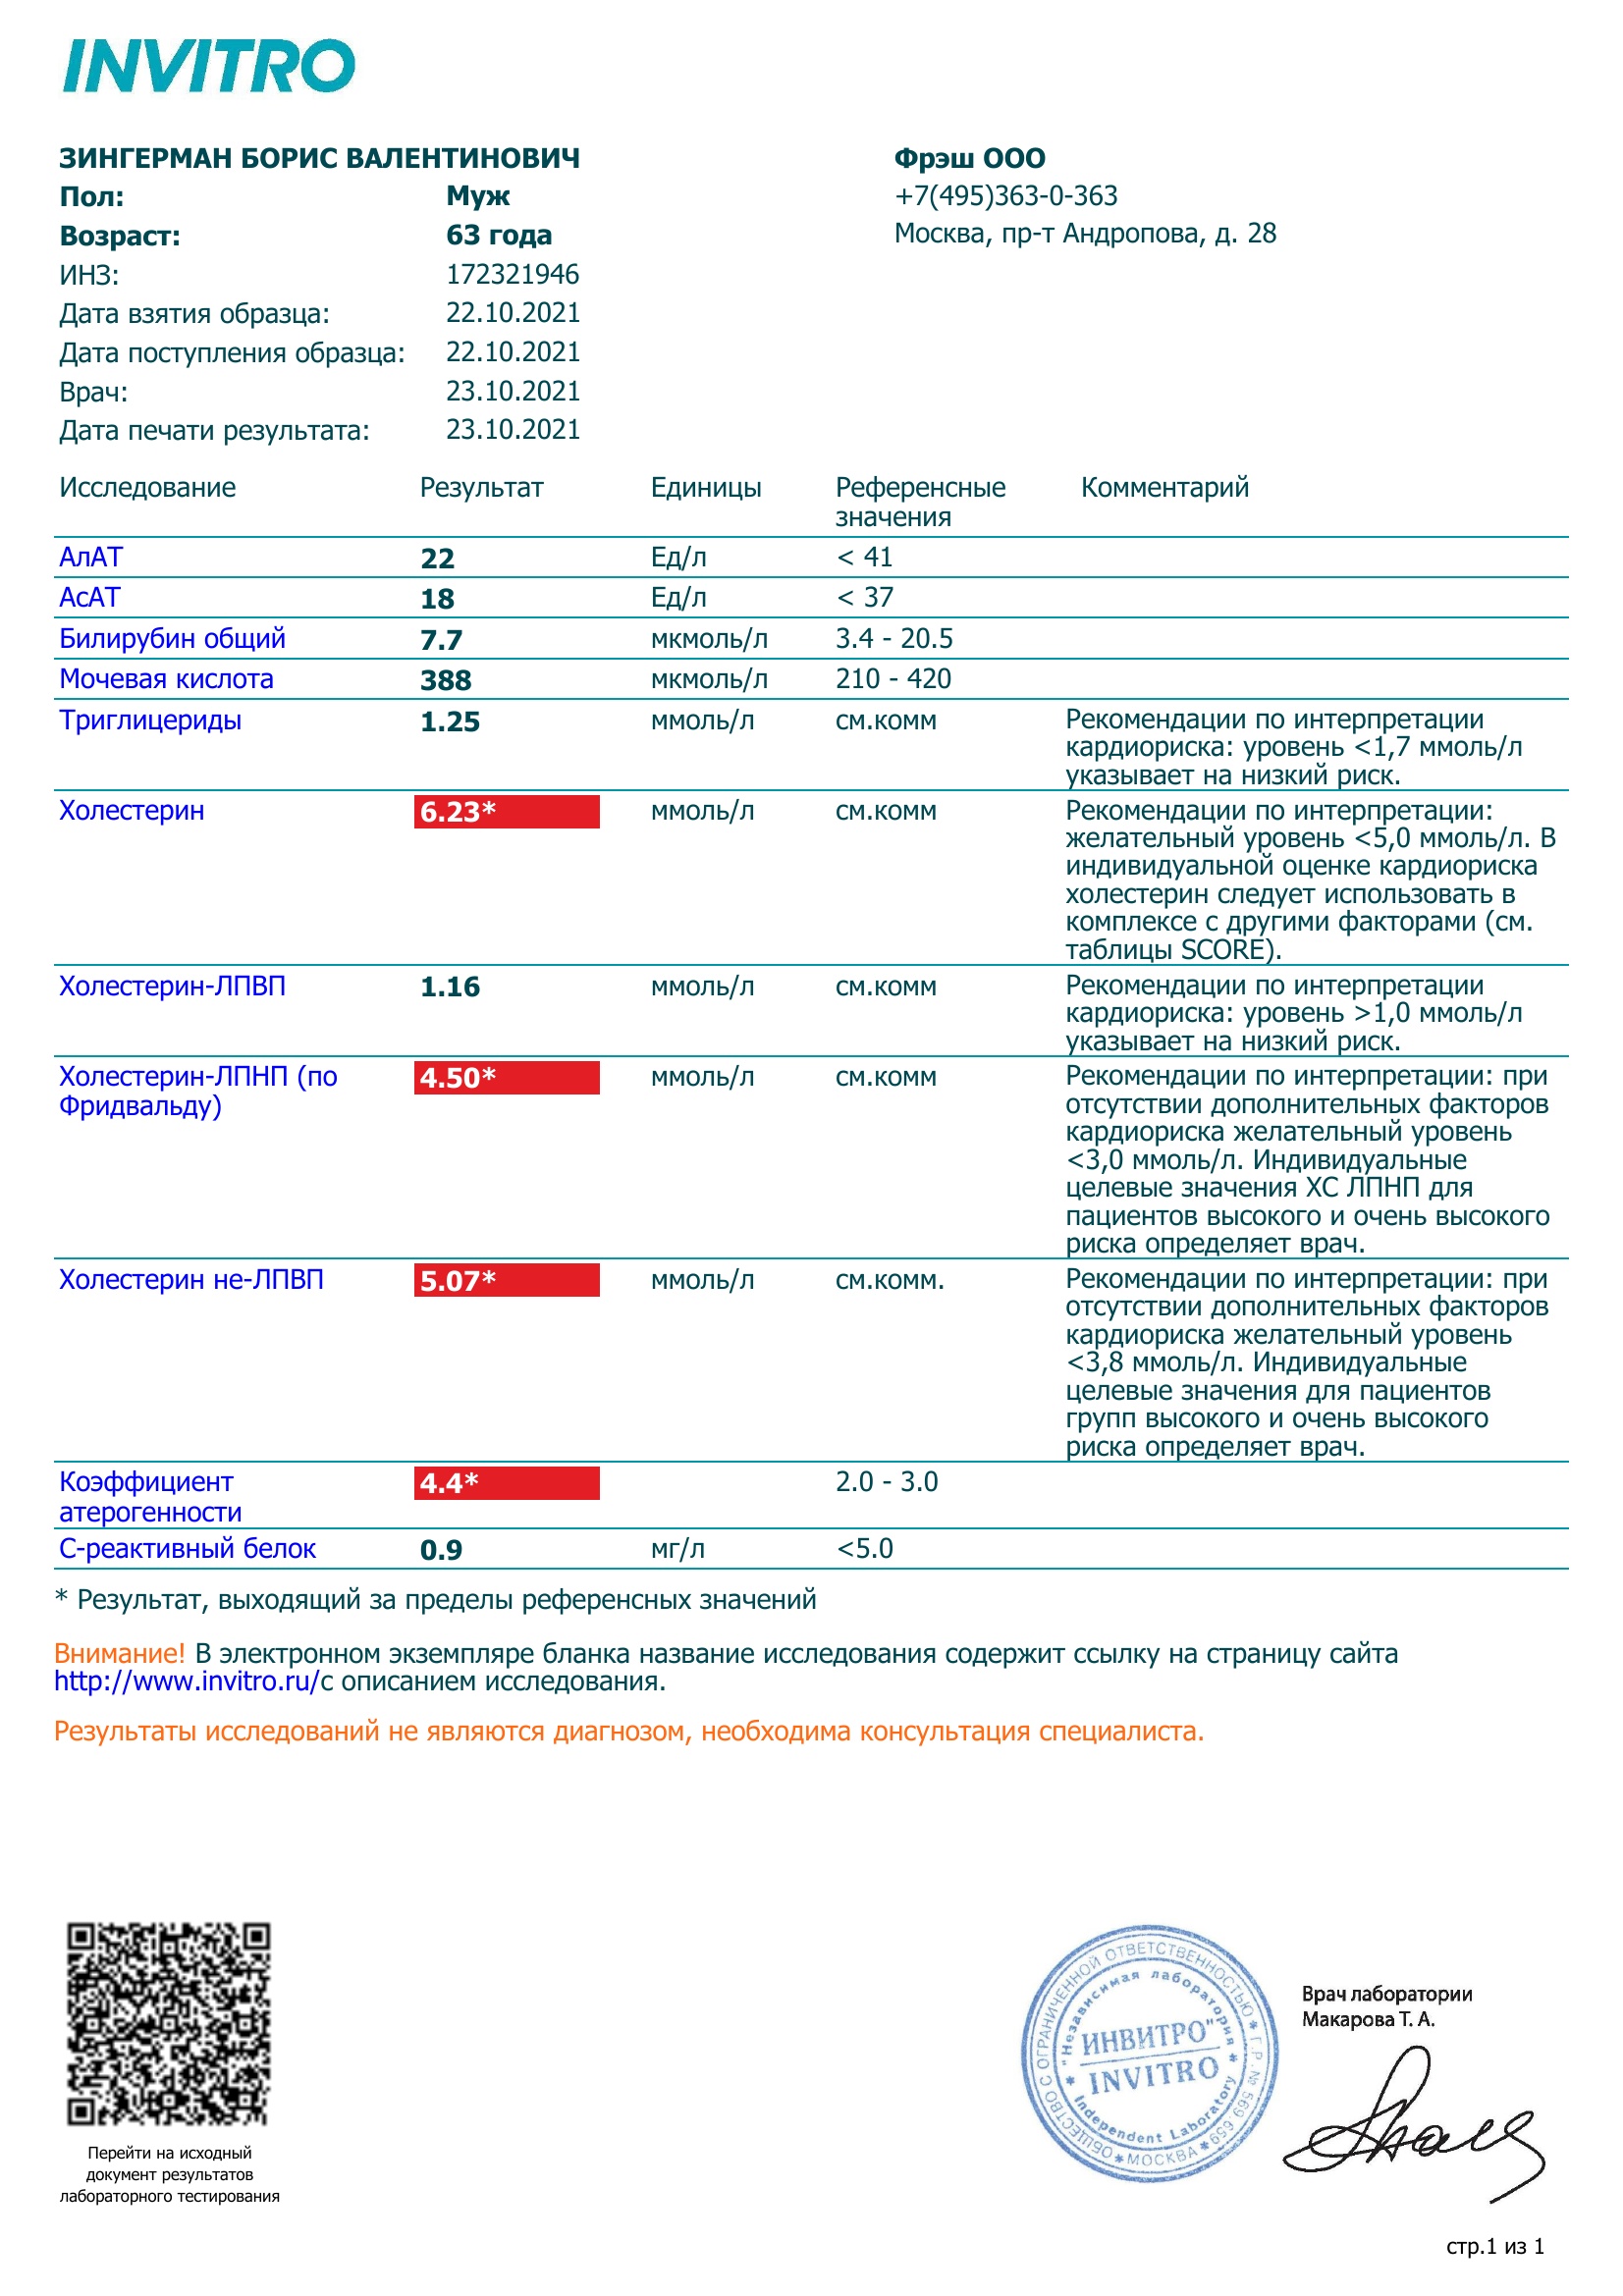 INVITRO
ЗИНГЕРМАН БОРИС ВАЛЕНТИНОВИЧ
Пол: Муж
Возраст: 63 года
ИНЗ: 172321946
Дата взятия образца: 22.10.2021
Дата поступления образца: 22.10.2021
Врач: 23.10.2021
Дата печати результата: 23.10.2021
Фрэш ООО
+7(495)363-0-363
Москва, пр-т Андропова, д. 28
Исследование Результат Единицы Референсные Комментарий
значения
АлАТ 22 Ед/л < 41
АсАТ 18 Ед/л < 37
Билирубин общий 7.7 мкмоль/л 3.4 - 20.5
Мочевая кислота 388 мкмоль/л 210 - 420
Триглицериды 1.25 ммоль/л см.комм Рекомендации по интерпретации
кардиориска: уровень <1,7 ммоль/л
указывает на низкий риск.
Холестерин 6.23* ммоль/л см.комм Рекомендации по интерпретации:
желательный уровень <5,0 ммоль/л. В
индивидуальной оценке кардиориска
холестерин следует использовать в
комплексе с другими факторами (см.
таблицы SCORE).
Холестерин-ЛПВП 1.16 ммоль/л см.комм Рекомендации по интерпретации
кардиориска: уровень >1,0 ммоль/л
указывает на низкий риск.
Холестерин-ЛПНП (по 4.50* ммоль/л см.комм Рекомендации по интерпретации: при
Фридвальду) отсутствии дополнительных факторов
кардиориска желательный уровень
<3,0 ммоль/л. Индивидуальные
целевые значения ХС ЛПНП для
пациентов высокого и очень высокого
риска определяет врач.
Холестерин не-ЛПВП 5.07* ммоль/л см.комм. Рекомендации по интерпретации: при
отсутствии дополнительных факторов
кардиориска желательный уровень
<3,8 ммоль/л. Индивидуальные
целевые значения для пациентов
групп высокого и очень высокого
риска определяет врач.
Коэффициент 4.4* 2.0 - 3.0
атерогенности
С-реактивный белок 0.9 мг/л <5.0
* Результат, выходящий за пределы референсных значений
Внимание! В электронном экземпляре бланка название исследования содержит ссылку на страницу сайта
http://www.invitro.ru/с описанием исследования.
Результаты исследований не являются диагнозом, необходима консультация специалиста.
Перейти на исходный
документ результатов
лабораторного тестирования
ОБЩЕСТВО С ОГРАНИЧЕННОЙ ОТВЕТСТВЕННОСТЬЮ * Г.Р. № 569 659 * МОСКВА *
"Независимая лаборатория
ИНВИТРО"
INVITRO
Independent Laboratory
Врач лаборатории
Макарова Т. А.
стр.1 из 1